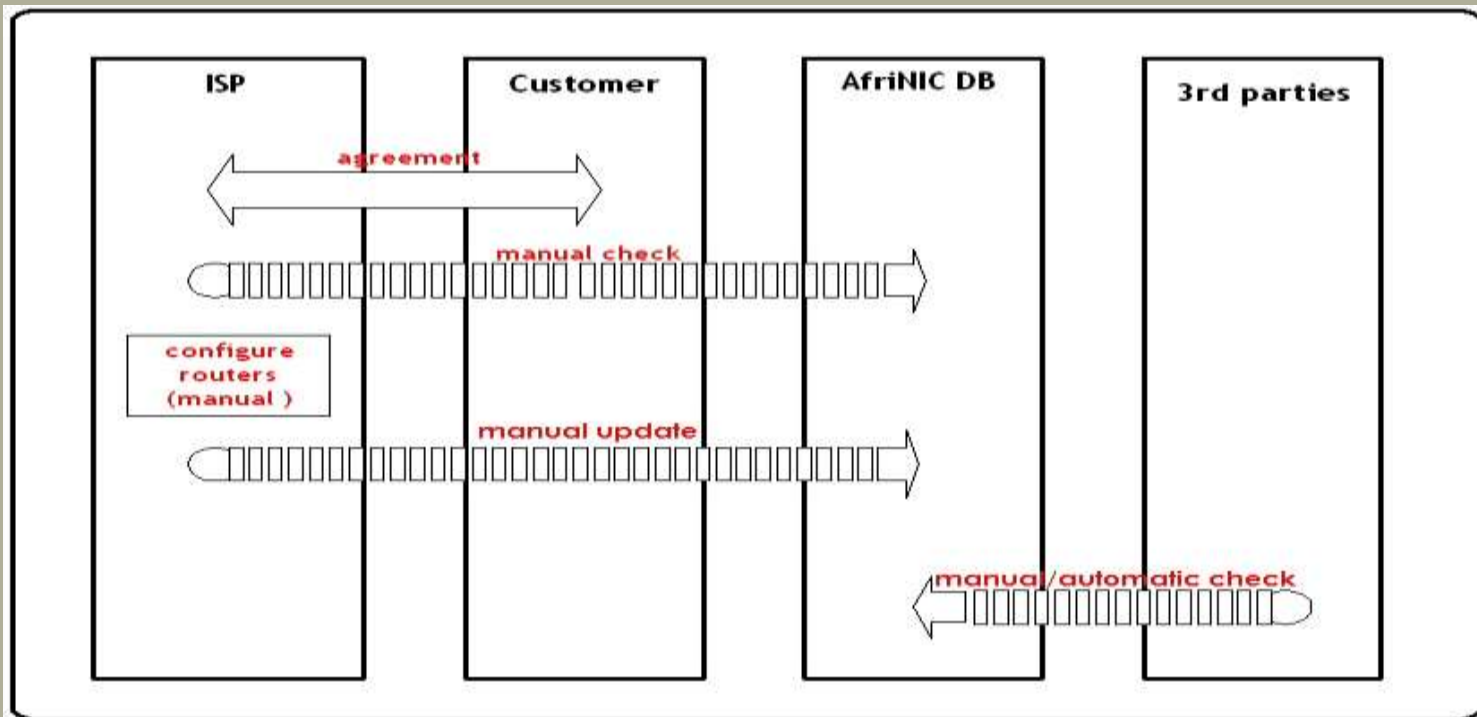 ISP
Customer
AfriNIC DB
3rd parties
agreement
manual check
configure
routers
(manual )
manual update
manual/automatic check